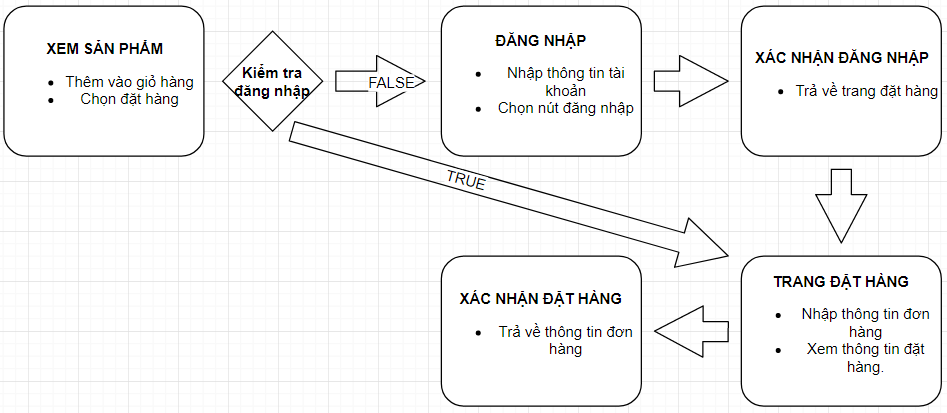 XEM SẢN PHẨM
Thêm vào giỏ hàng
Chọn đặt hàng
Kiểm tra
đăng nhập
FALSE
ĐĂNG NHẬP
Nhập thông tin tài
khoản
Chọn nút đăng nhập
XÁC NHẬN ĐĂNG NHẬP
Trả về trang đặt hàng
TRUE
TRANG ĐẶT HÀNG
Nhập thông tin đơn
hàng
Xem thông tin đặt
hàng.
XÁC NHẬN ĐẶT HÀNG
Trả về thông tin đơn
hàng